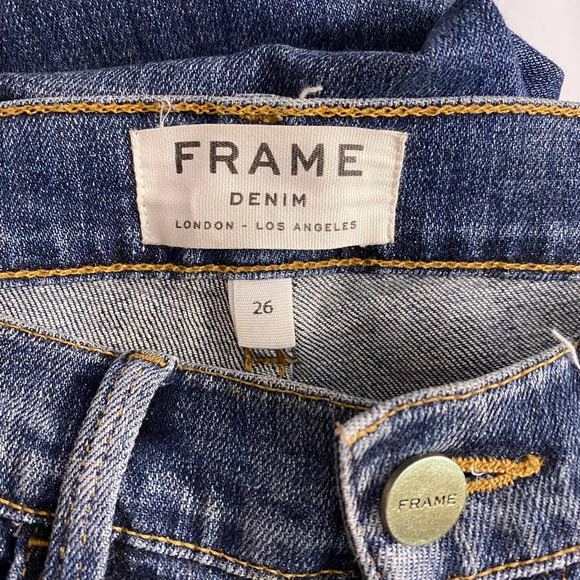 FRAME
DENIM
LONDON - LOS ANGELES
26
FRAME